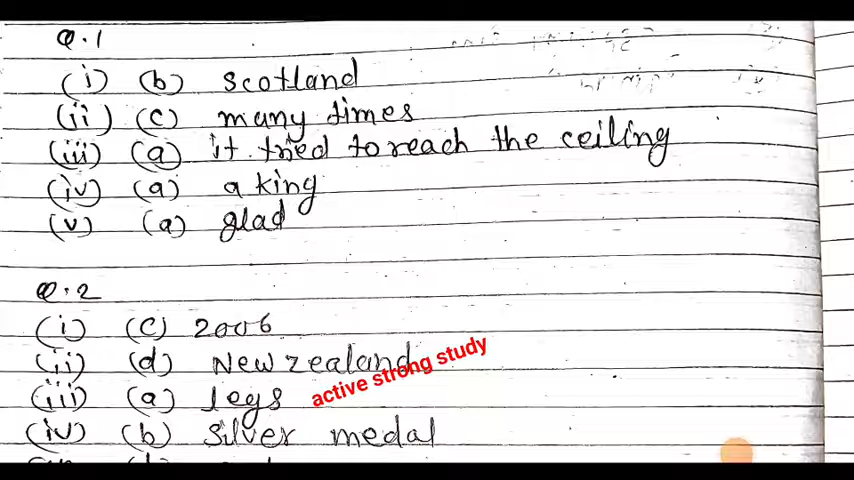 Q.1
(i) (b) scotland
(ii) (c) many times
(iii) (a) it tried to reach the ceiling
(iv) (a) a king
(v) (a) glad
Q.2
(i) (c) 2006
(ii) (d) New zealand
active strong study
(iii) (a) legs
(iv) (b) silver medal